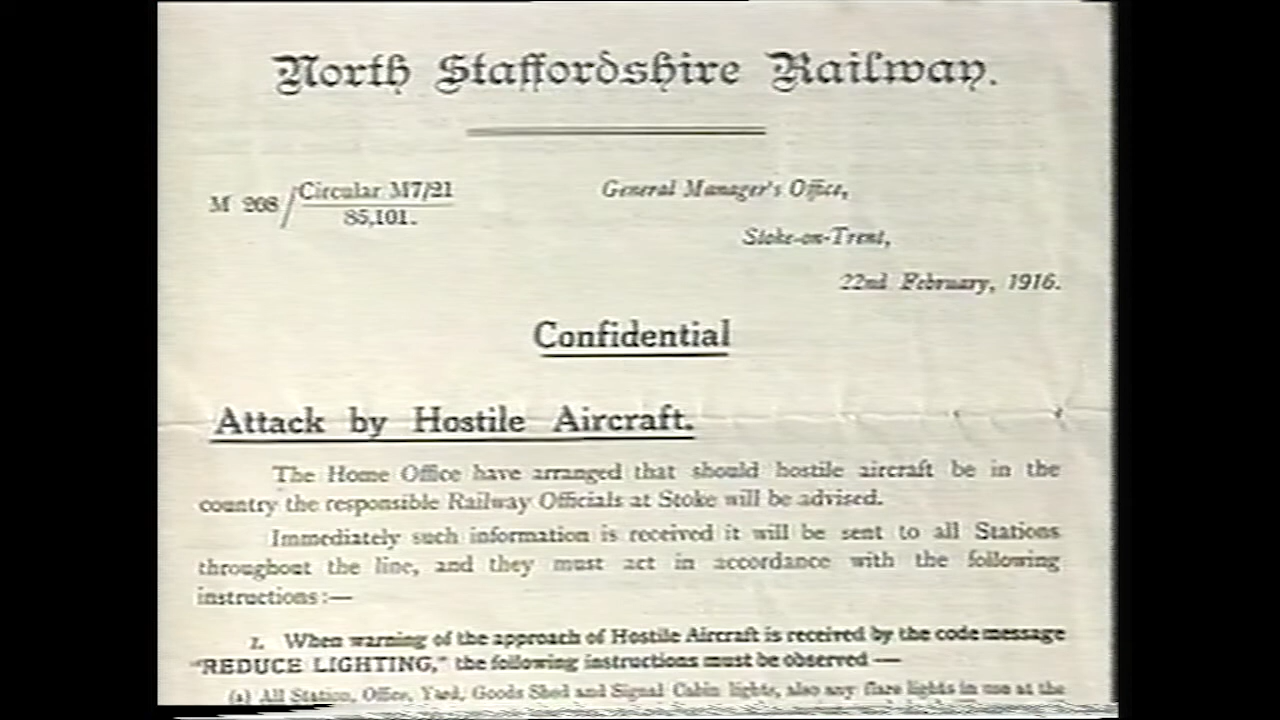 North Staffordshire Railway.
M 208 / Circular M7/21
85,101.
General Manager's Office,
Stoke-on-Trent,
22nd February, 1916.
Confidential
Attack by Hostile Aircraft.
The Home Office have arranged that should hostile aircraft be in the
country the responsible Railway Officials at Stoke will be advised.
Immediately such information is received it will be sent to all Stations
throughout the line, and they must act in accordance with the following
instructions:—
1. When warning of the approach of Hostile Aircraft is received by the code message
"REDUCE LIGHTING," the following instructions must be observed —
(a) All Station, Office, Yard, Goods Shed and Signal Cabin lights, also any flare lights in use at the